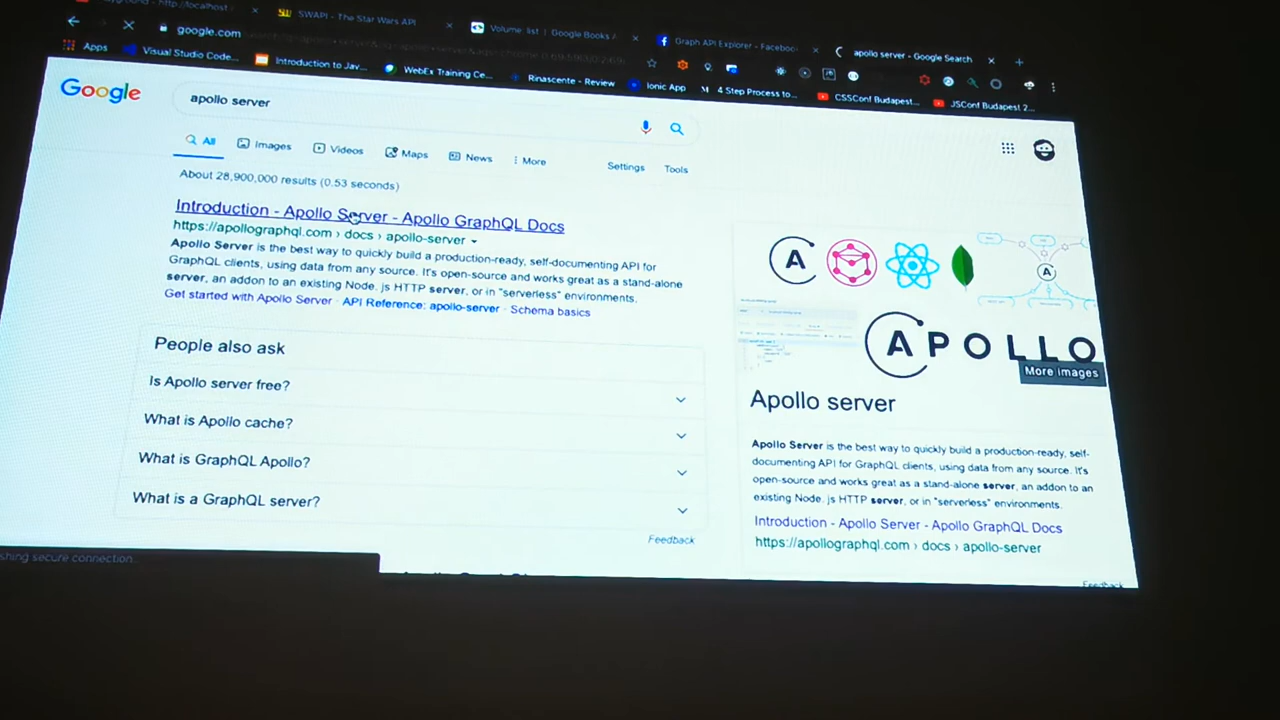 http://localhost
SWAPI - The Star Wars API
Volume: list | Google Books
Graph API Explorer - Faceboo
apollo server - Google Search
google.com
Apps
Visual Studio Code...
Introduction to Jav...
WebEx Training Ce...
Rinascente - Review
Ionic App
4 Step Process to...
CSSConf Budapest...
JSConf Budapest 2...
Google
apollo server
All
Images
Videos
Maps
News
More
Settings
Tools
About 28,900,000 results (0.53 seconds)
Introduction - Apollo Server - Apollo GraphQL Docs
https://apollographql.com › docs › apollo-server
Apollo Server is the best way to quickly build a production-ready, self-documenting API for
GraphQL clients, using data from any source. It's open-source and works great as a stand-alone
server, an addon to an existing Node. js HTTP server, or in "serverless" environments.
Get started with Apollo Server · API Reference: apollo-server · Schema basics
People also ask
Is Apollo server free?
What is Apollo cache?
What is GraphQL Apollo?
What is a GraphQL server?
Feedback
shing secure connection...
A
A
APOLLO
More images
Apollo server
Apollo Server is the best way to quickly build a production-ready, self-
documenting API for GraphQL clients, using data from any source. It's
open-source and works great as a stand-alone server, an addon to an
existing Node. js HTTP server, or in "serverless" environments.
Introduction - Apollo Server - Apollo GraphQL Docs
https://apollographql.com › docs › apollo-server
Feedback